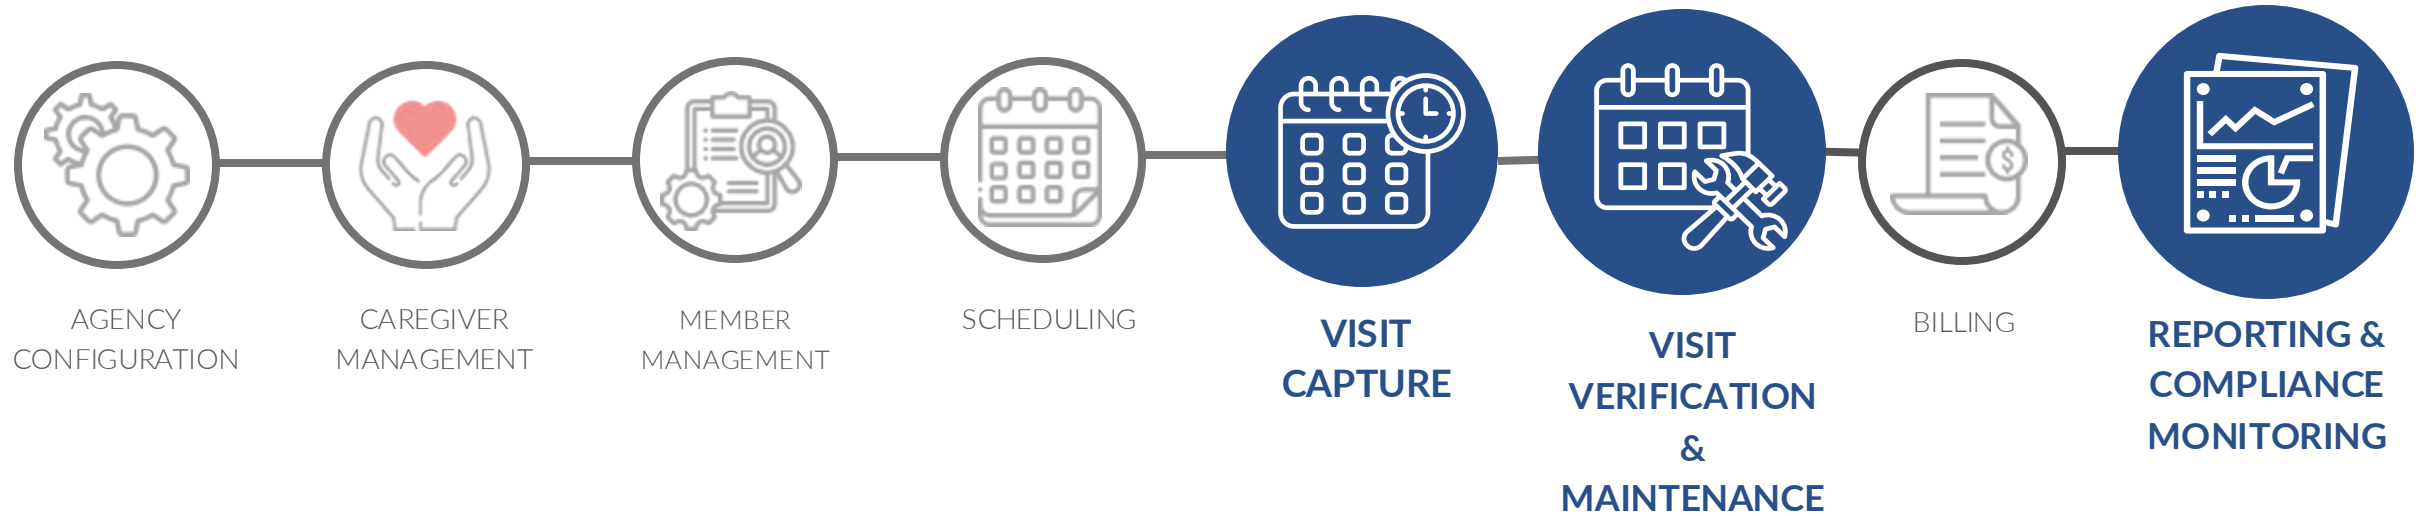 AGENCY
CONFIGURATION
CAREGIVER
MANAGEMENT
MEMBER
MANAGEMENT
SCHEDULING
VISIT
CAPTURE
VISIT
VERIFICATION
&
MAINTENANCE
$
BILLING
REPORTING &
COMPLIANCE
MONITORING